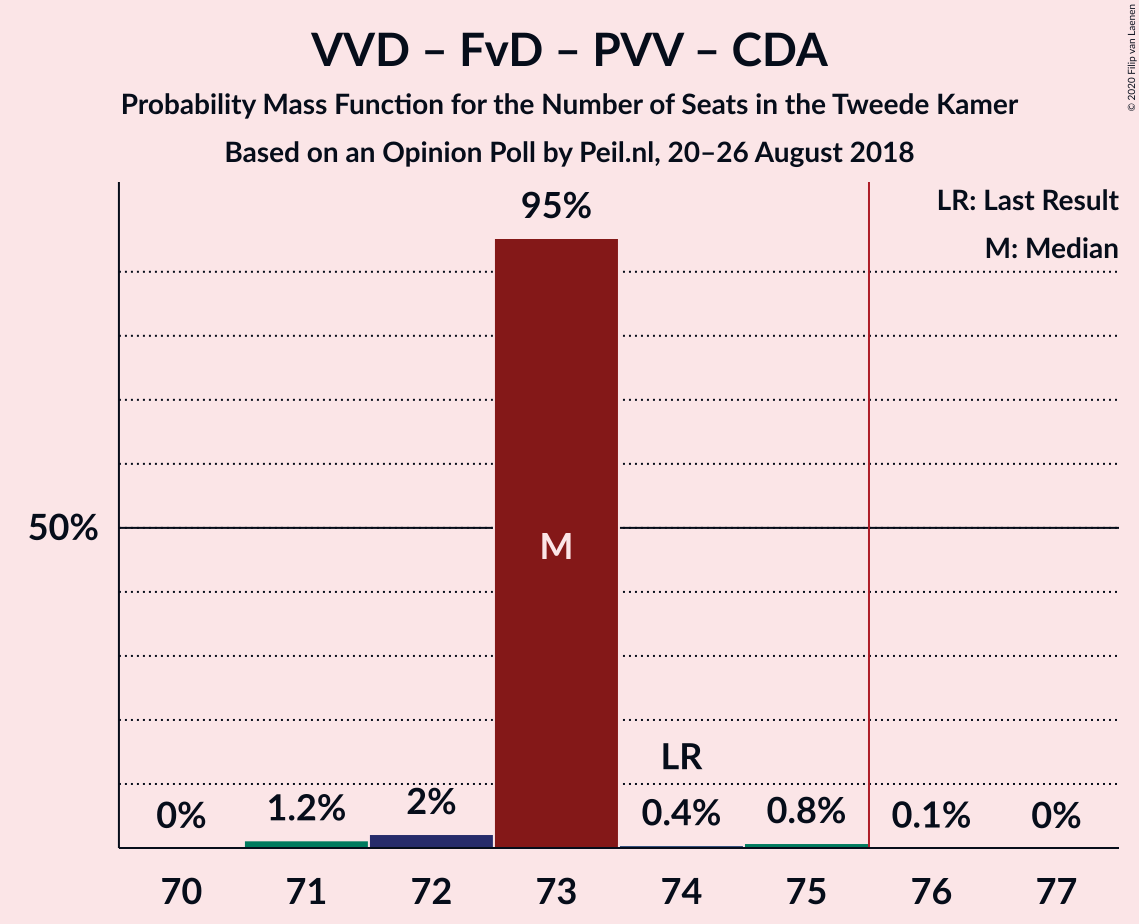 VVD – FvD – PVV – CDA
Probability Mass Function for the Number of Seats in the Tweede Kamer
Based on an Opinion Poll by Peil.nl, 20–26 August 2018
© 2020 Filip van Laenen
LR: Last Result
M: Median
95%
50%
M
LR
0%
1.2%
2%
0.4%
0.8%
0.1%
0%
70
71
72
73
74
75
76
77